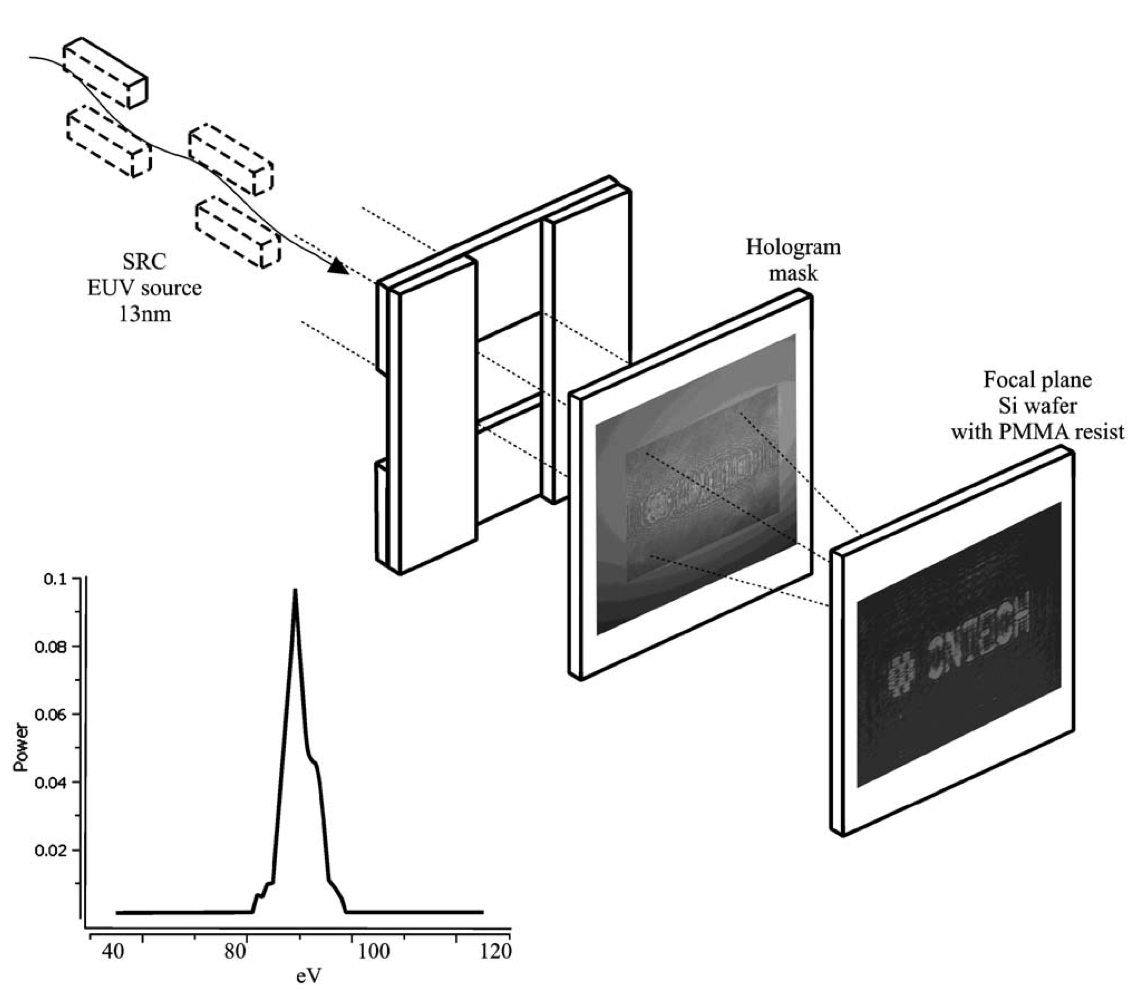 SRC
EUV source
13nm
Hologram
mask
Focal plane
Si wafer
with PMMA resist
CNTECH
0.1
0.08
0.06
0.04
0.02
Power
40 80 100 120
eV